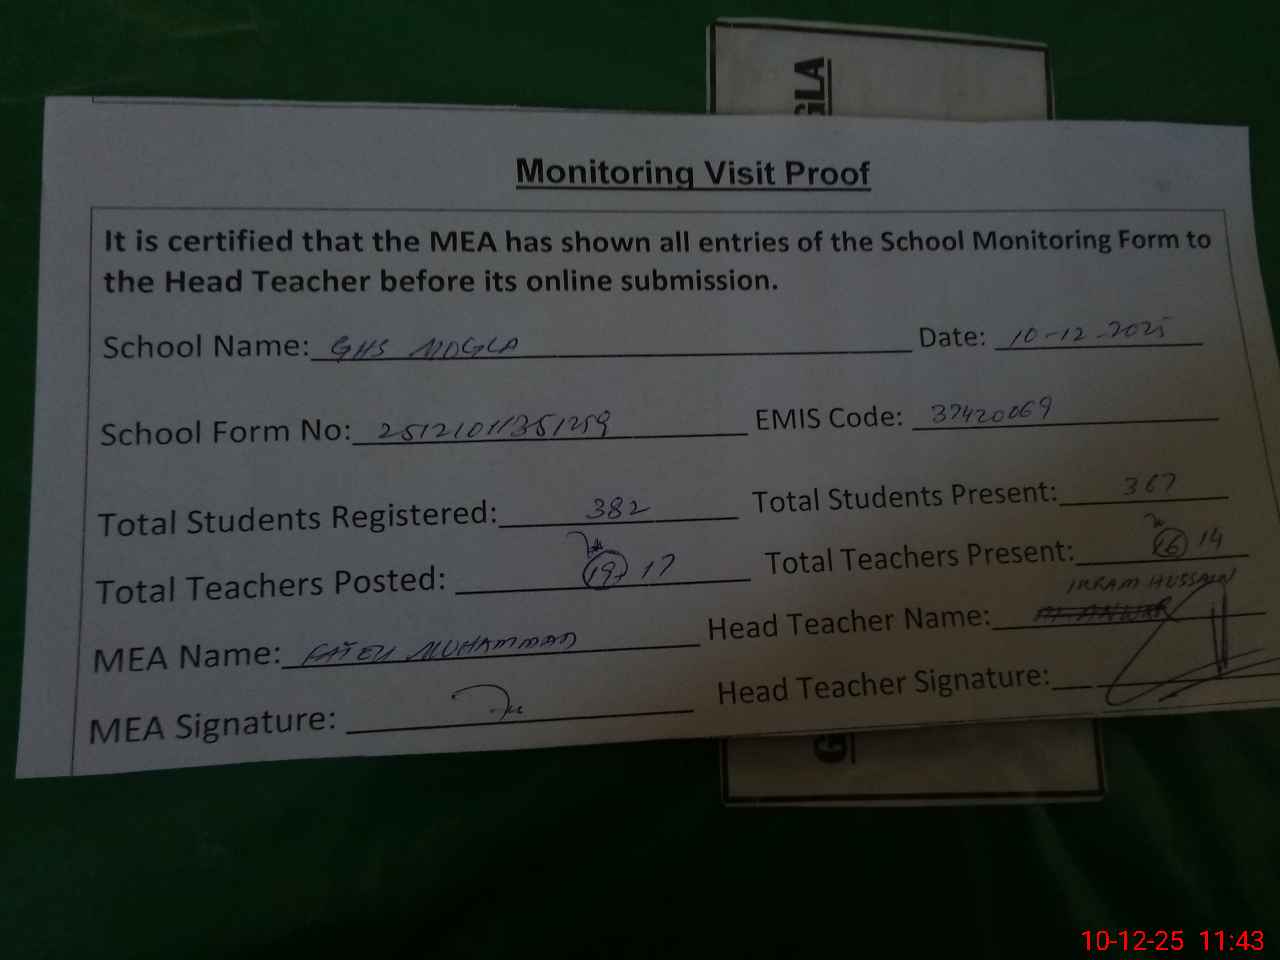 GLA
Monitoring Visit Proof
It is certified that the MEA has shown all entries of the School Monitoring Form to
the Head Teacher before its online submission.
School Name: GHS MOGLA Date: 10-12-2025
School Form No: 25121011351259 EMIS Code: 37420069
Total Students Registered: 382 Total Students Present: 367
Total Teachers Posted: 19 17 Total Teachers Present: 16 14
IKRAM HUSSAIN
MEA Name: FATEH MUHAMMAD Head Teacher Name:
MEA Signature: Head Teacher Signature:
G
10-12-25 11:43